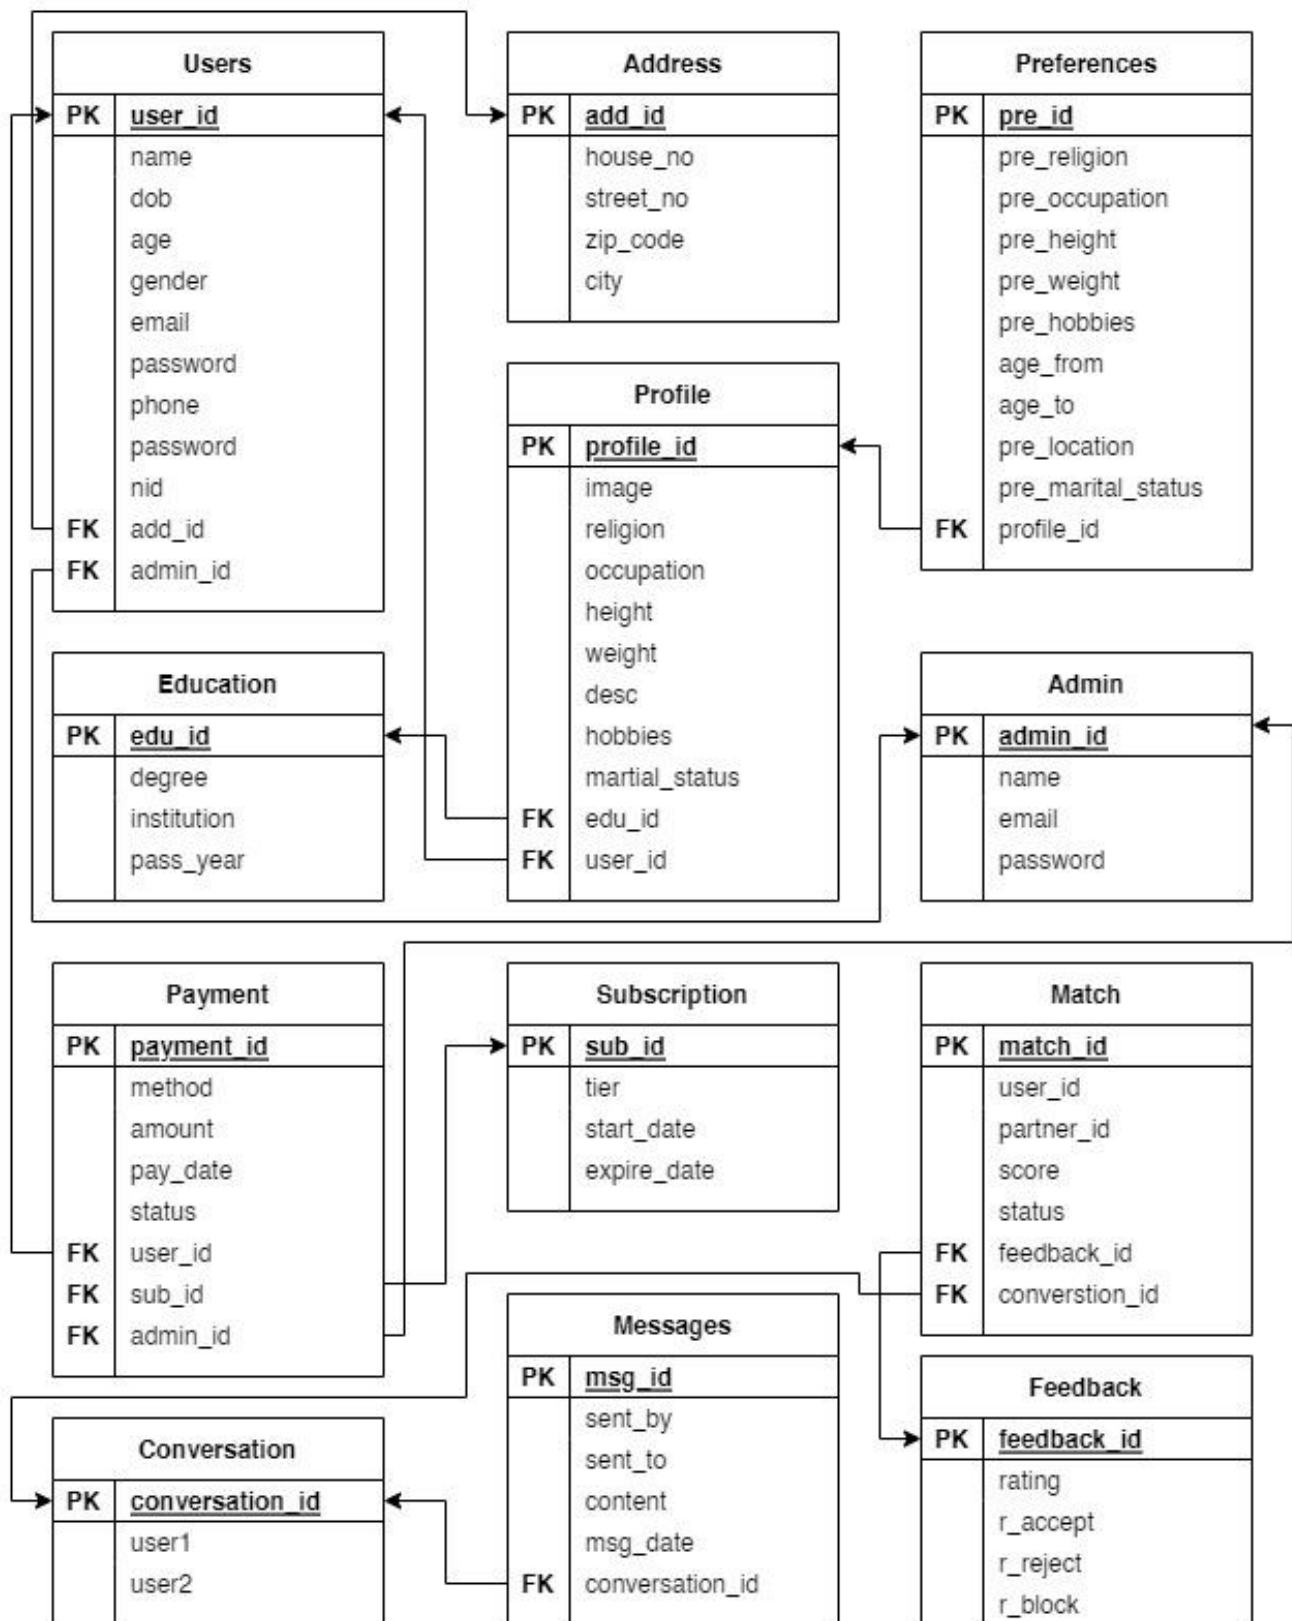 Users
PK user_id
name
dob
age
gender
email
password
phone
password
nid
FK add_id
FK admin_id
Address
PK add_id
house_no
street_no
zip_code
city
Preferences
PK pre_id
pre_religion
pre_occupation
pre_height
pre_weight
pre_hobbies
age_from
age_to
pre_location
pre_marital_status
FK profile_id
Profile
PK profile_id
image
religion
occupation
height
weight
desc
hobbies
martial_status
FK edu_id
FK user_id
Education
PK edu_id
degree
institution
pass_year
Admin
PK admin_id
name
email
password
Payment
PK payment_id
method
amount
pay_date
status
FK user_id
FK sub_id
FK admin_id
Subscription
PK sub_id
tier
start_date
expire_date
Match
PK match_id
user_id
partner_id
score
status
FK feedback_id
FK converstion_id
Messages
PK msg_id
sent_by
sent_to
content
msg_date
FK conversation_id
Feedback
PK feedback_id
rating
r_accept
r_reject
r_block
Conversation
PK conversation_id
user1
user2